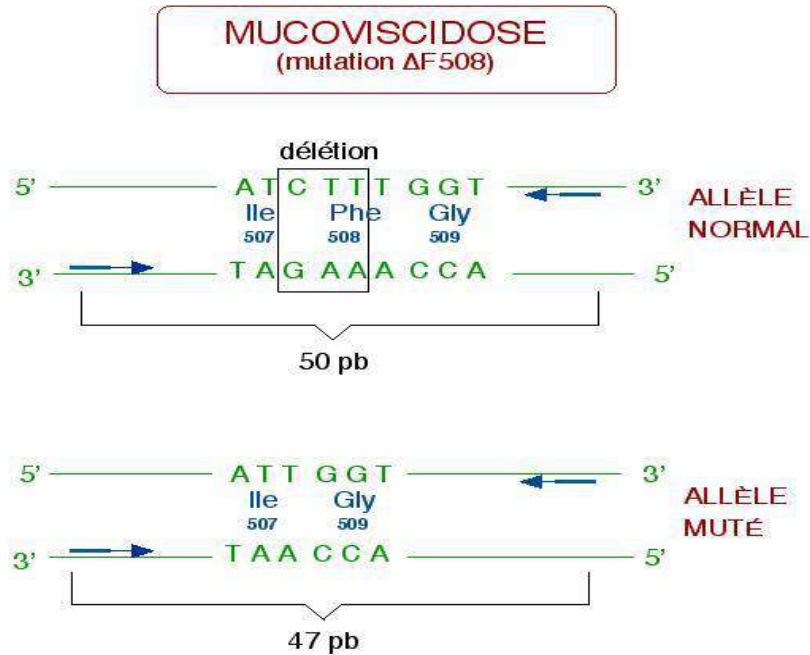 MUCOVISCIDOSE
(mutation ΔF508)
délétion
5' ATC TTT GGT 3'
Ile Phe Gly
507 508 509
3' TAG AAA CCA 5'
ALLÈLE
NORMAL
50 pb
5' ATT GGT 3'
Ile Gly
507 509
3' TAA CCA 5'
ALLÈLE
MUTÉ
47 pb